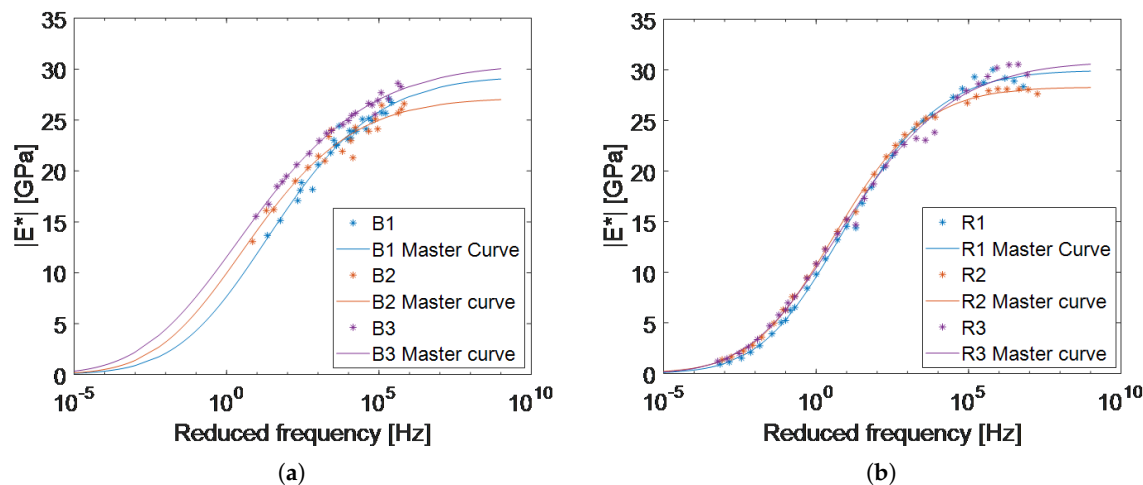 35
30
25
20
15
10
5
0
|E*| [GPa]
10-5
100
105
1010
Reduced frequency [Hz]
B1
B1 Master Curve
B2
B2 Master curve
B3
B3 Master curve
(a)
35
30
25
20
15
10
5
0
|E*| [GPa]
10-5
100
105
1010
Reduced frequency [Hz]
R1
R1 Master Curve
R2
R2 Master curve
R3
R3 Master curve
(b)